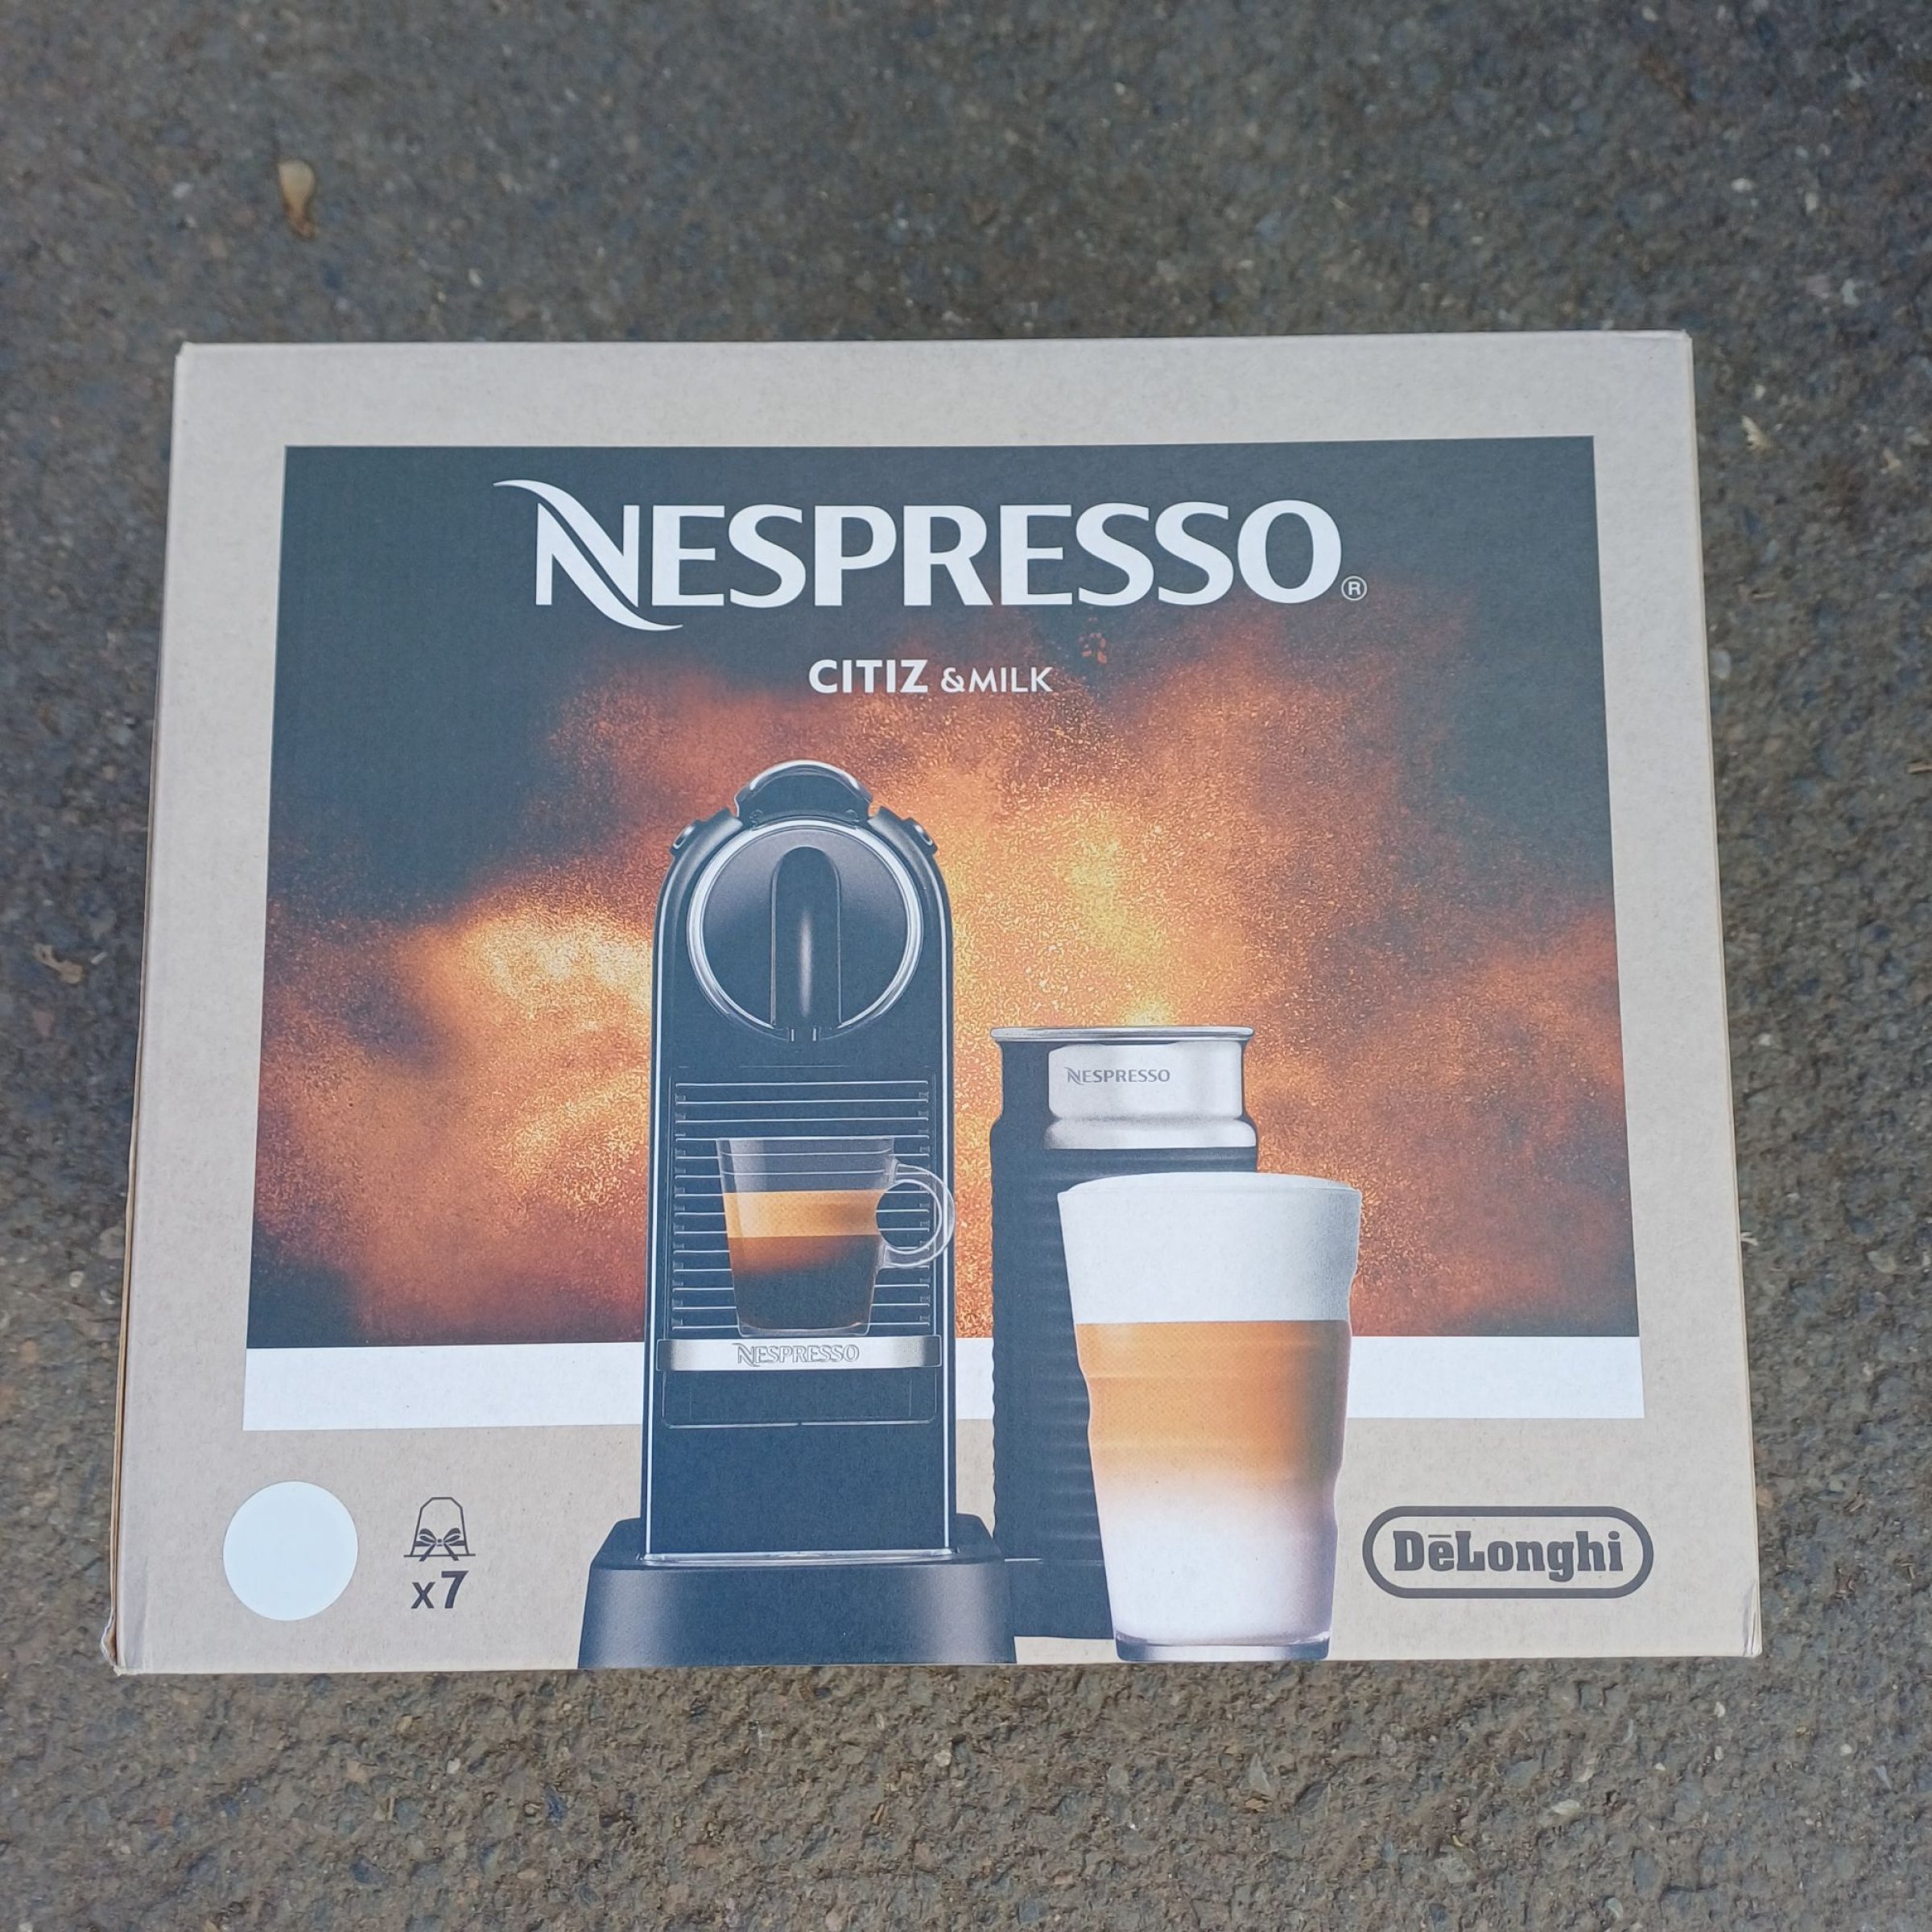 NESPRESSO®
CITIZ &MILK
NESPRESSO
NESPRESSO
x7
DēLonghi